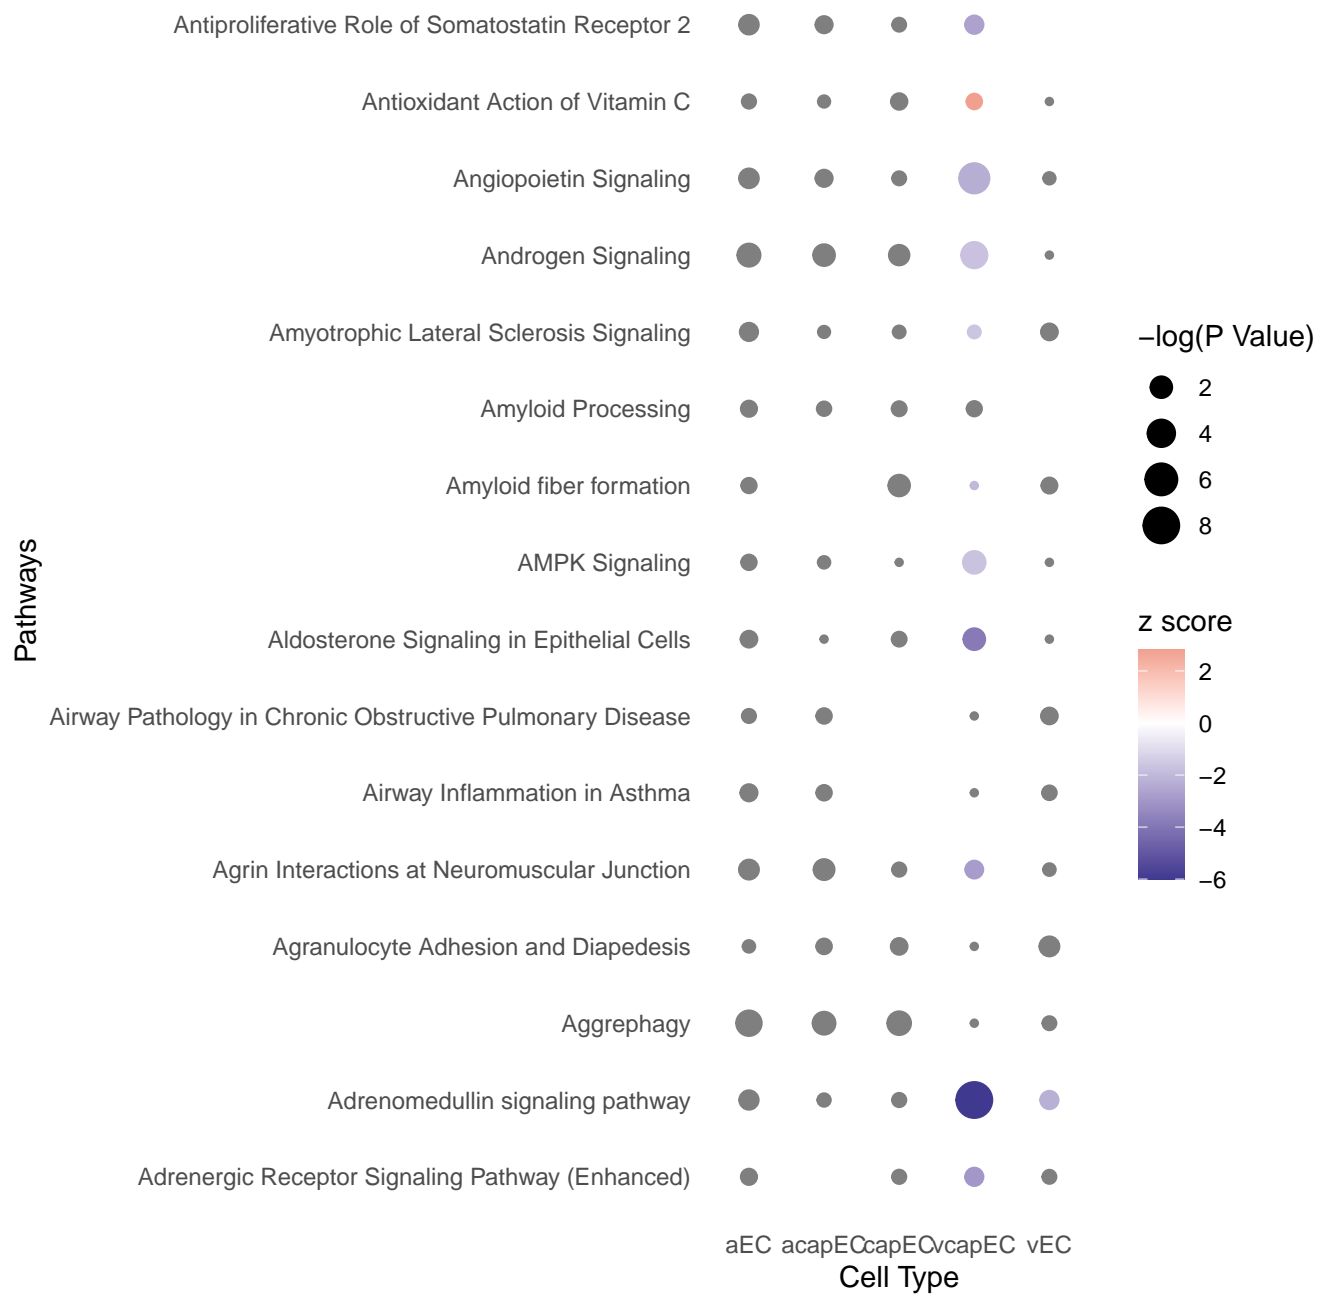 Antiproliferative Role of Somatostatin Receptor 2
Antioxidant Action of Vitamin C
Angiopoietin Signaling
Androgen Signaling
Amyotrophic Lateral Sclerosis Signaling
Amyloid Processing
Amyloid fiber formation
AMPK Signaling
Aldosterone Signaling in Epithelial Cells
Airway Pathology in Chronic Obstructive Pulmonary Disease
Airway Inflammation in Asthma
Agrin Interactions at Neuromuscular Junction
Agranulocyte Adhesion and Diapedesis
Aggrephagy
Adrenomedullin signaling pathway
Adrenergic Receptor Signaling Pathway (Enhanced)
Pathways
aEC acapEC capEC vcapEC vEC
Cell Type
−log(P Value)
2
4
6
8
z score
2
0
−2
−4
−6